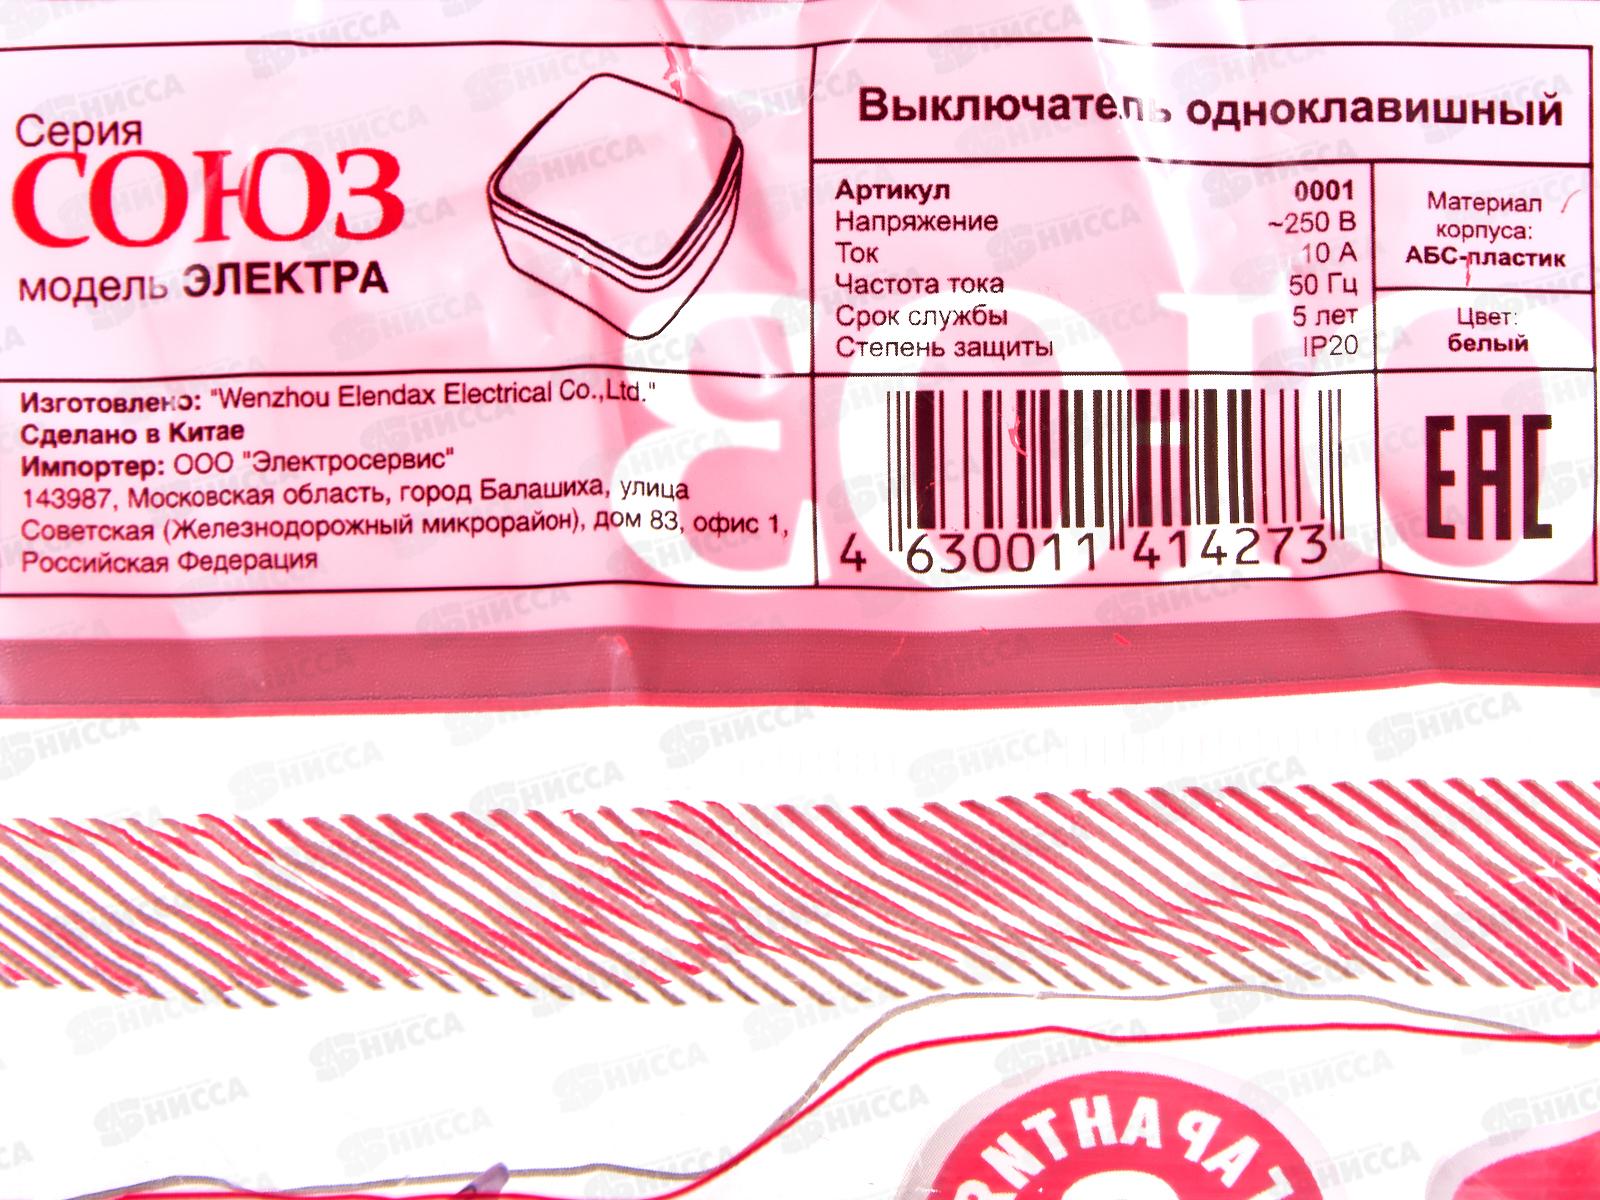 Серия
СОЮЗ
модель ЭЛЕКТРА
Выключатель одноклавишный
Артикул 0001
Напряжение ~250 В
Ток 10 А
Частота тока 50 Гц
Срок службы 5 лет
Степень защиты IP20
Материал
корпуса:
АБС-пластик
Цвет:
белый
Изготовлено: "Wenzhou Elendax Electrical Co.,Ltd."
Сделано в Китае
Импортер: ООО "Электросервис"
143987, Московская область, город Балашиха, улица
Советская (Железнодорожный микрорайон), дом 83, офис 1,
Российская Федерация
4 630011 414273
ЕАС
СОЮЗ
НИССА